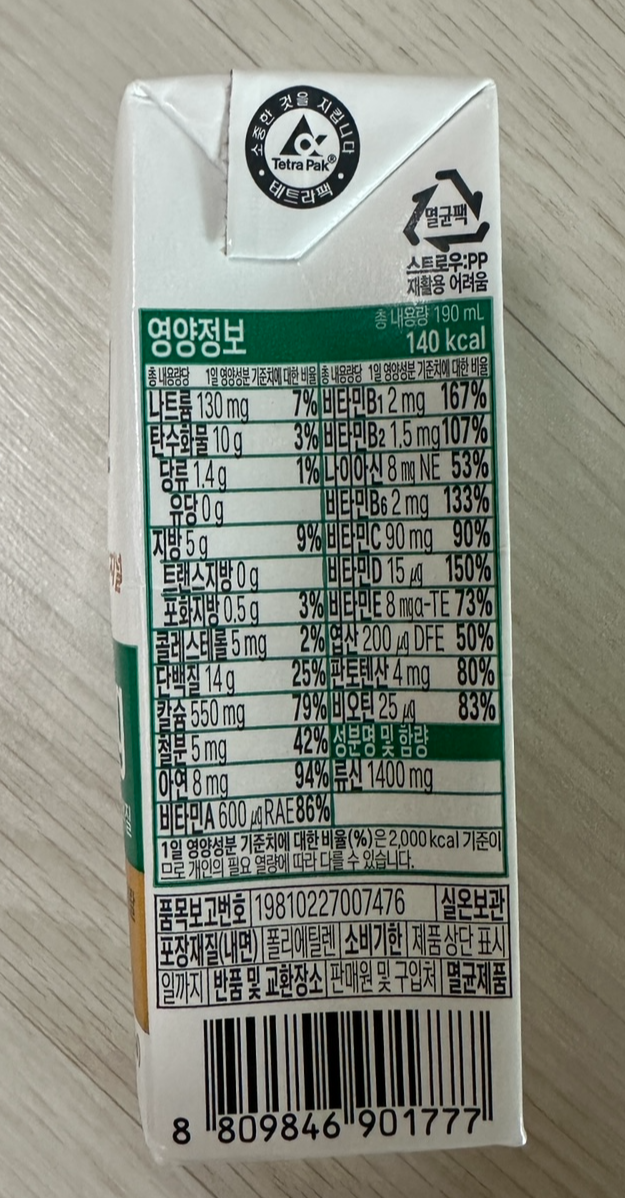 소중한 것을 지킵니다
Tetra Pak®
테트라팩
멸균팩
스트로우:PP
재활용 어려움
영양정보
총 내용량 190 mL
140 kcal
총 내용량당 1일 영양성분 기준치에 대한 비율 총 내용량당 1일 영양성분 기준치에 대한 비율
나트륨 130 mg 7% 비타민B1 2 mg 167%
탄수화물 10 g 3% 비타민B2 1.5 mg 107%
당류 1.4 g 1% 나이아신 8 mg NE 53%
유당 0 g 비타민B6 2 mg 133%
지방 5 g 9% 비타민C 90 mg 90%
트랜스지방 0 g 비타민D 15 µg 150%
포화지방 0.5 g 3% 비타민E 8 mgα-TE 73%
콜레스테롤 5 mg 2% 엽산 200 µg DFE 50%
단백질 14 g 25% 판토텐산 4 mg 80%
칼슘 550 mg 79% 비오틴 25 µg 83%
철분 5 mg 42% 성분명 및 함량
아연 8 mg 94% 류신 1400 mg
비타민A 600 µgRAE 86%
1일 영양성분 기준치에 대한 비율(%)은 2,000 kcal 기준이
므로 개인의 필요 열량에 따라 다를 수 있습니다.
품목보고번호 19810227007476 실온보관
포장재질(내면) 폴리에틸렌 소비기한 제품 상단 표시
일까지 반품 및 교환장소 판매원 및 구입처 멸균제품
8 809846 901777